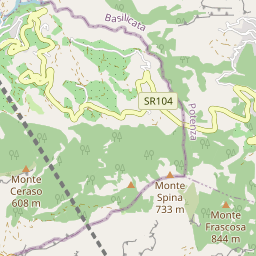 Basilicata
SR104
Potenza
Monte
Ceraso
608 m
Monte
Spina
733 m
Monte
Frascosa
844 m